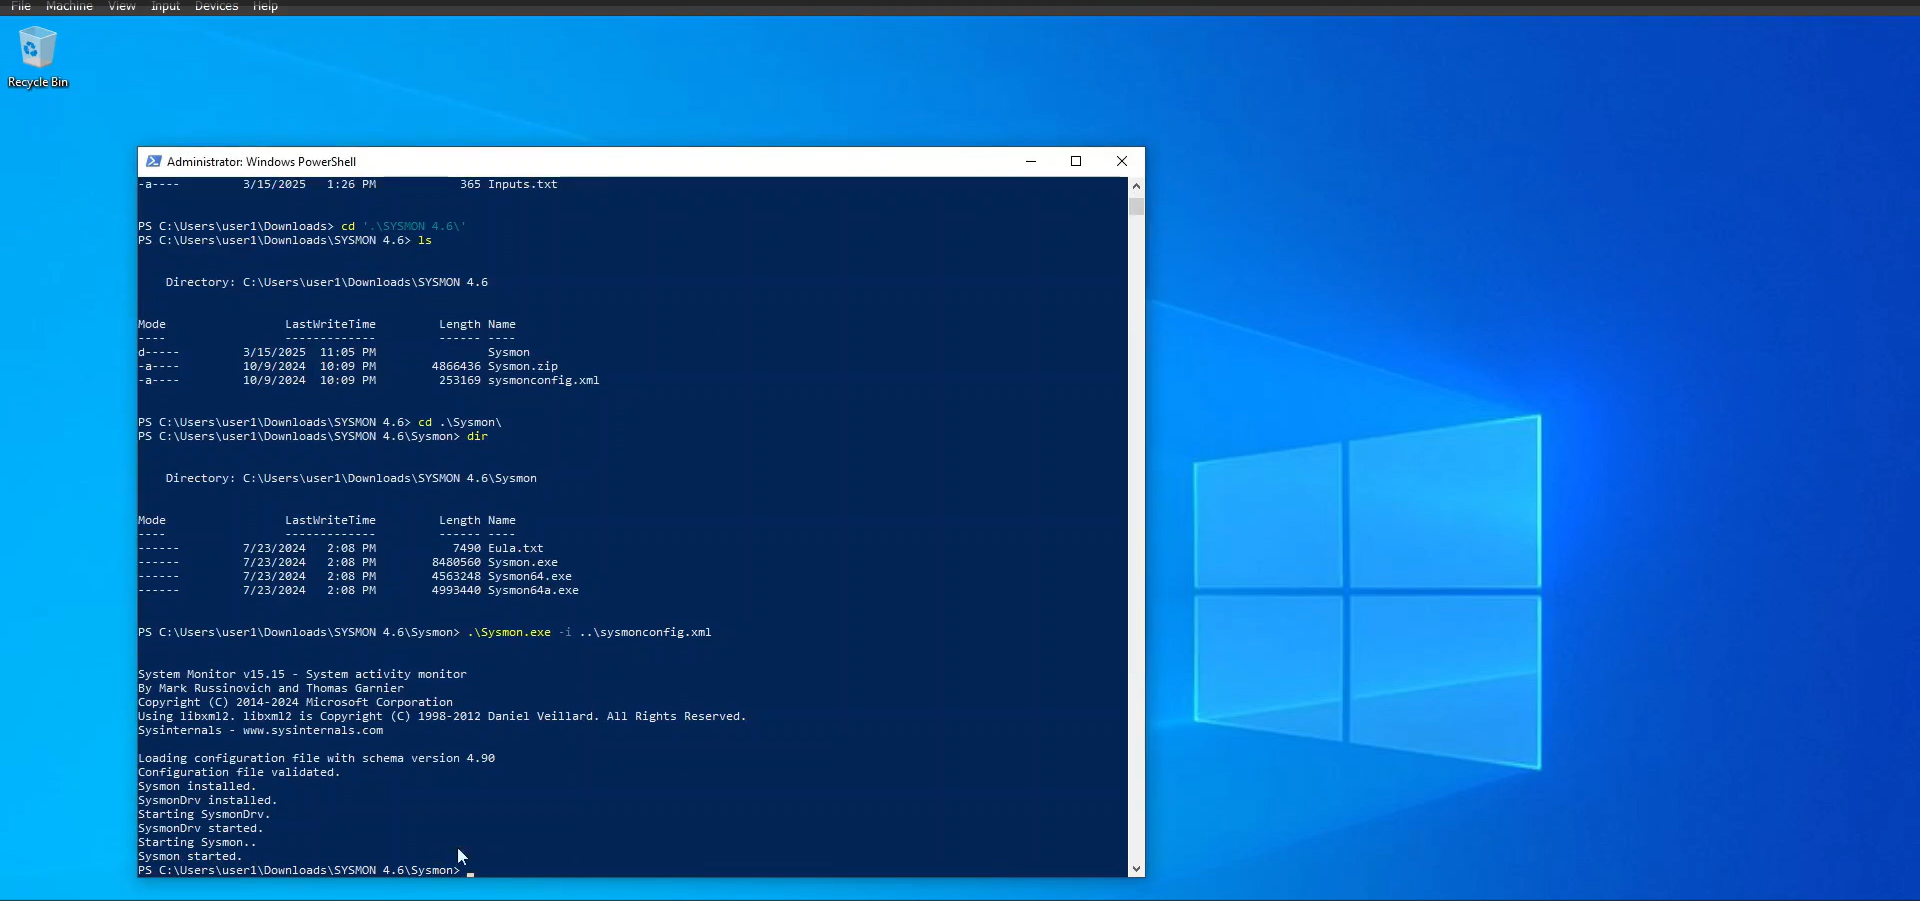 File Machine View Input Devices Help
Recycle Bin
Administrator: Windows PowerShell
-a---- 3/15/2025 1:26 PM 365 Inputs.txt
PS C:\Users\user1\Downloads> cd '.\SYSMON 4.6\'
PS C:\Users\user1\Downloads\SYSMON 4.6> ls
Directory: C:\Users\user1\Downloads\SYSMON 4.6
Mode LastWriteTime Length Name
---- ------------- ------ ----
d----- 3/15/2025 11:05 PM Sysmon
-a---- 10/9/2024 10:09 PM 4866436 Sysmon.zip
-a---- 10/9/2024 10:09 PM 253169 sysmonconfig.xml
PS C:\Users\user1\Downloads\SYSMON 4.6> cd .\Sysmon\
PS C:\Users\user1\Downloads\SYSMON 4.6\Sysmon> dir
Directory: C:\Users\user1\Downloads\SYSMON 4.6\Sysmon
Mode LastWriteTime Length Name
---- ------------- ------ ----
------ 7/23/2024 2:08 PM 7490 Eula.txt
------ 7/23/2024 2:08 PM 8480560 Sysmon.exe
------ 7/23/2024 2:08 PM 4563248 Sysmon64.exe
------ 7/23/2024 2:08 PM 4993440 Sysmon64a.exe
PS C:\Users\user1\Downloads\SYSMON 4.6\Sysmon> .\Sysmon.exe -i ..\sysmonconfig.xml
System Monitor v15.15 - System activity monitor
By Mark Russinovich and Thomas Garnier
Copyright (C) 2014-2024 Microsoft Corporation
Using libxml2. libxml2 is Copyright (C) 1998-2012 Daniel Veillard. All Rights Reserved.
Sysinternals - www.sysinternals.com
Loading configuration file with schema version 4.90
Configuration file validated.
Sysmon installed.
SysmonDrv installed.
Starting SysmonDrv.
SysmonDrv started.
Starting Sysmon..
Sysmon started.
PS C:\Users\user1\Downloads\SYSMON 4.6\Sysmon>